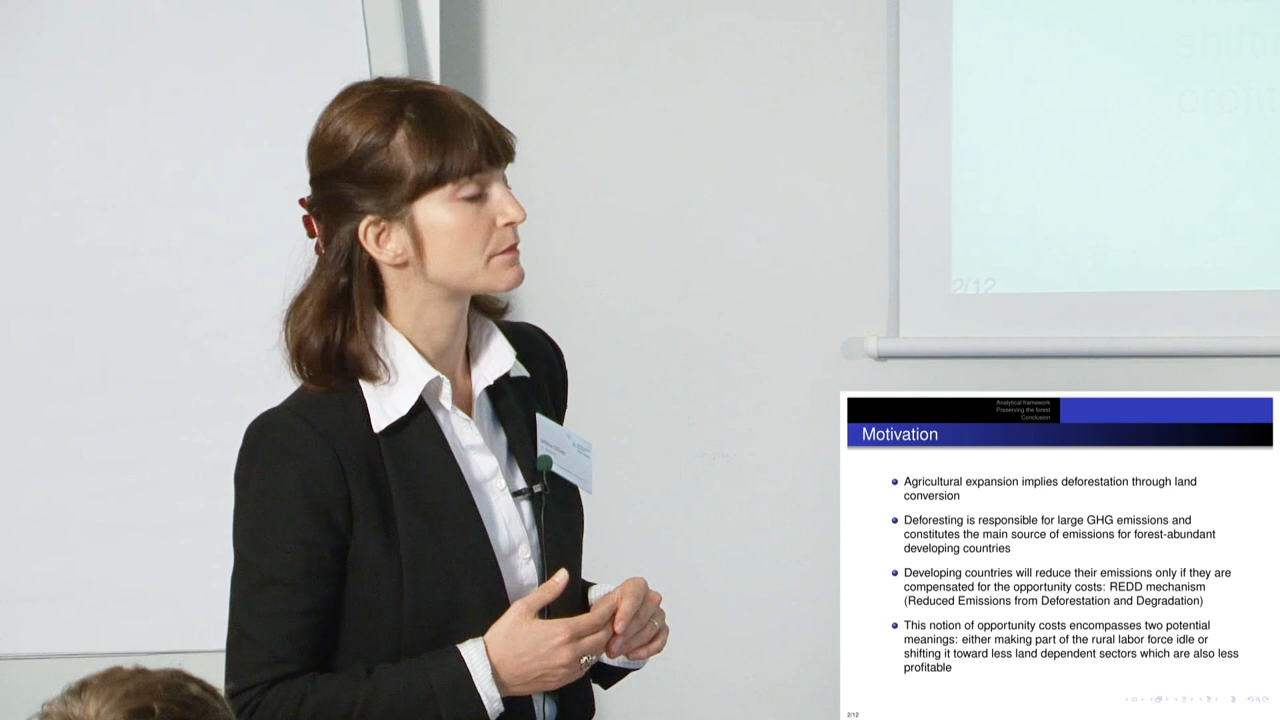 shifti
profit
2/12
Analytical framework
Preserving the forest
Conclusion
Motivation
Agricultural expansion implies deforestation through land
conversion
Deforesting is responsible for large GHG emissions and
constitutes the main source of emissions for forest-abundant
developing countries
Developing countries will reduce their emissions only if they are
compensated for the opportunity costs: REDD mechanism
(Reduced Emissions from Deforestation and Degradation)
This notion of opportunity costs encompasses two potential
meanings: either making part of the rural labor force idle or
shifting it toward less land dependent sectors which are also less
profitable
2/12